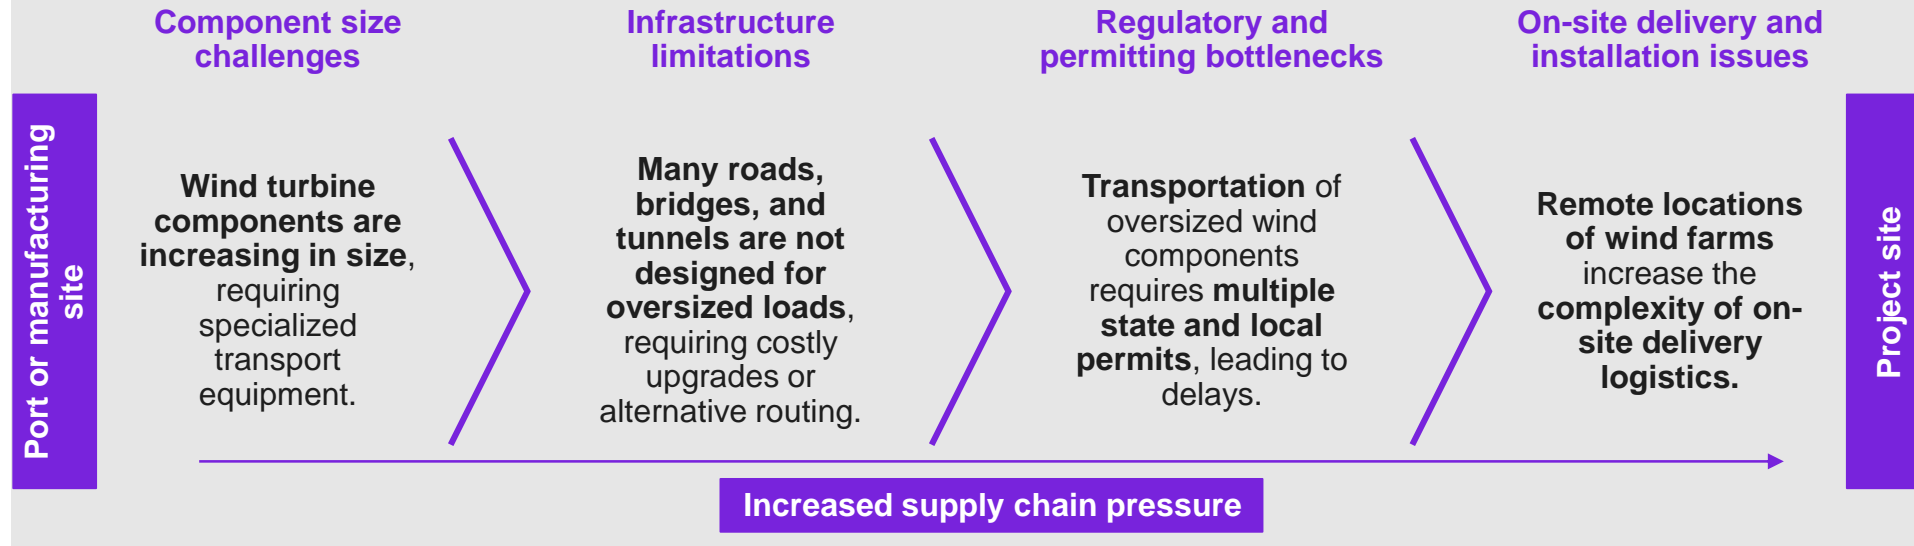 Component size
challenges
Infrastructure
limitations
Regulatory and
permitting bottlenecks
On-site delivery and
installation issues
Port or manufacturing
site
Wind turbine
components are
increasing in size,
requiring
specialized
transport
equipment.
Many roads,
bridges, and
tunnels are not
designed for
oversized loads,
requiring costly
upgrades or
alternative routing.
Transportation of
oversized wind
components
requires multiple
state and local
permits, leading to
delays.
Remote locations
of wind farms
increase the
complexity of on-
site delivery
logistics.
Project site
Increased supply chain pressure